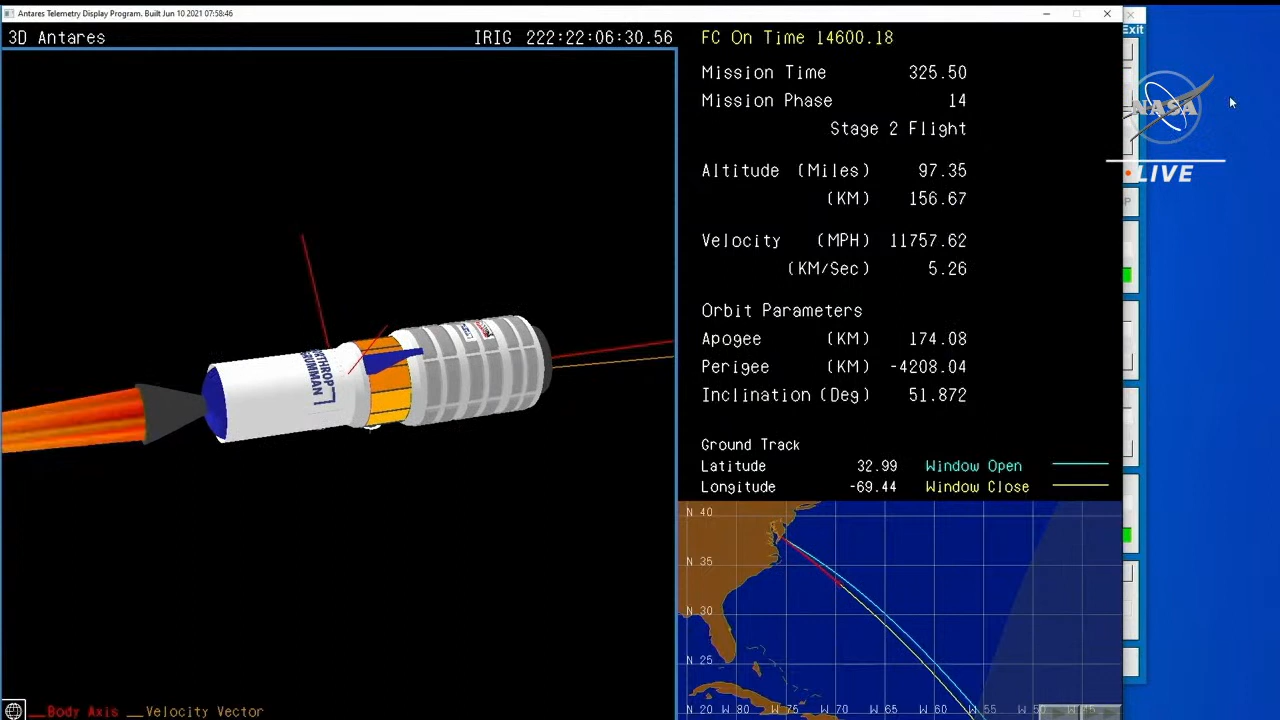 Antares Telemetry Display Program. Built Jun 10 2021 07:58:46
Exit
3D Antares
IRIG 222:22:06:30.56
FC On Time 14600.18
Mission Time 325.50
Mission Phase 14
Stage 2 Flight
Altitude (Miles) 97.35
(KM) 156.67
Velocity (MPH) 11757.62
(KM/Sec) 5.26
Orbit Parameters
Apogee (KM) 174.08
Perigee (KM) -4208.04
Inclination (Deg) 51.872
Ground Track
Latitude 32.99 Window Open
Longitude -69.44 Window Close
NASA
LIVE
NORTHROP
GRUMMAN
N 40
N 35
N 30
N 25
N 20 W 80 W 75 W 70 W 65 W 60 W 55 W 50 W 45
Body Axis Velocity Vector